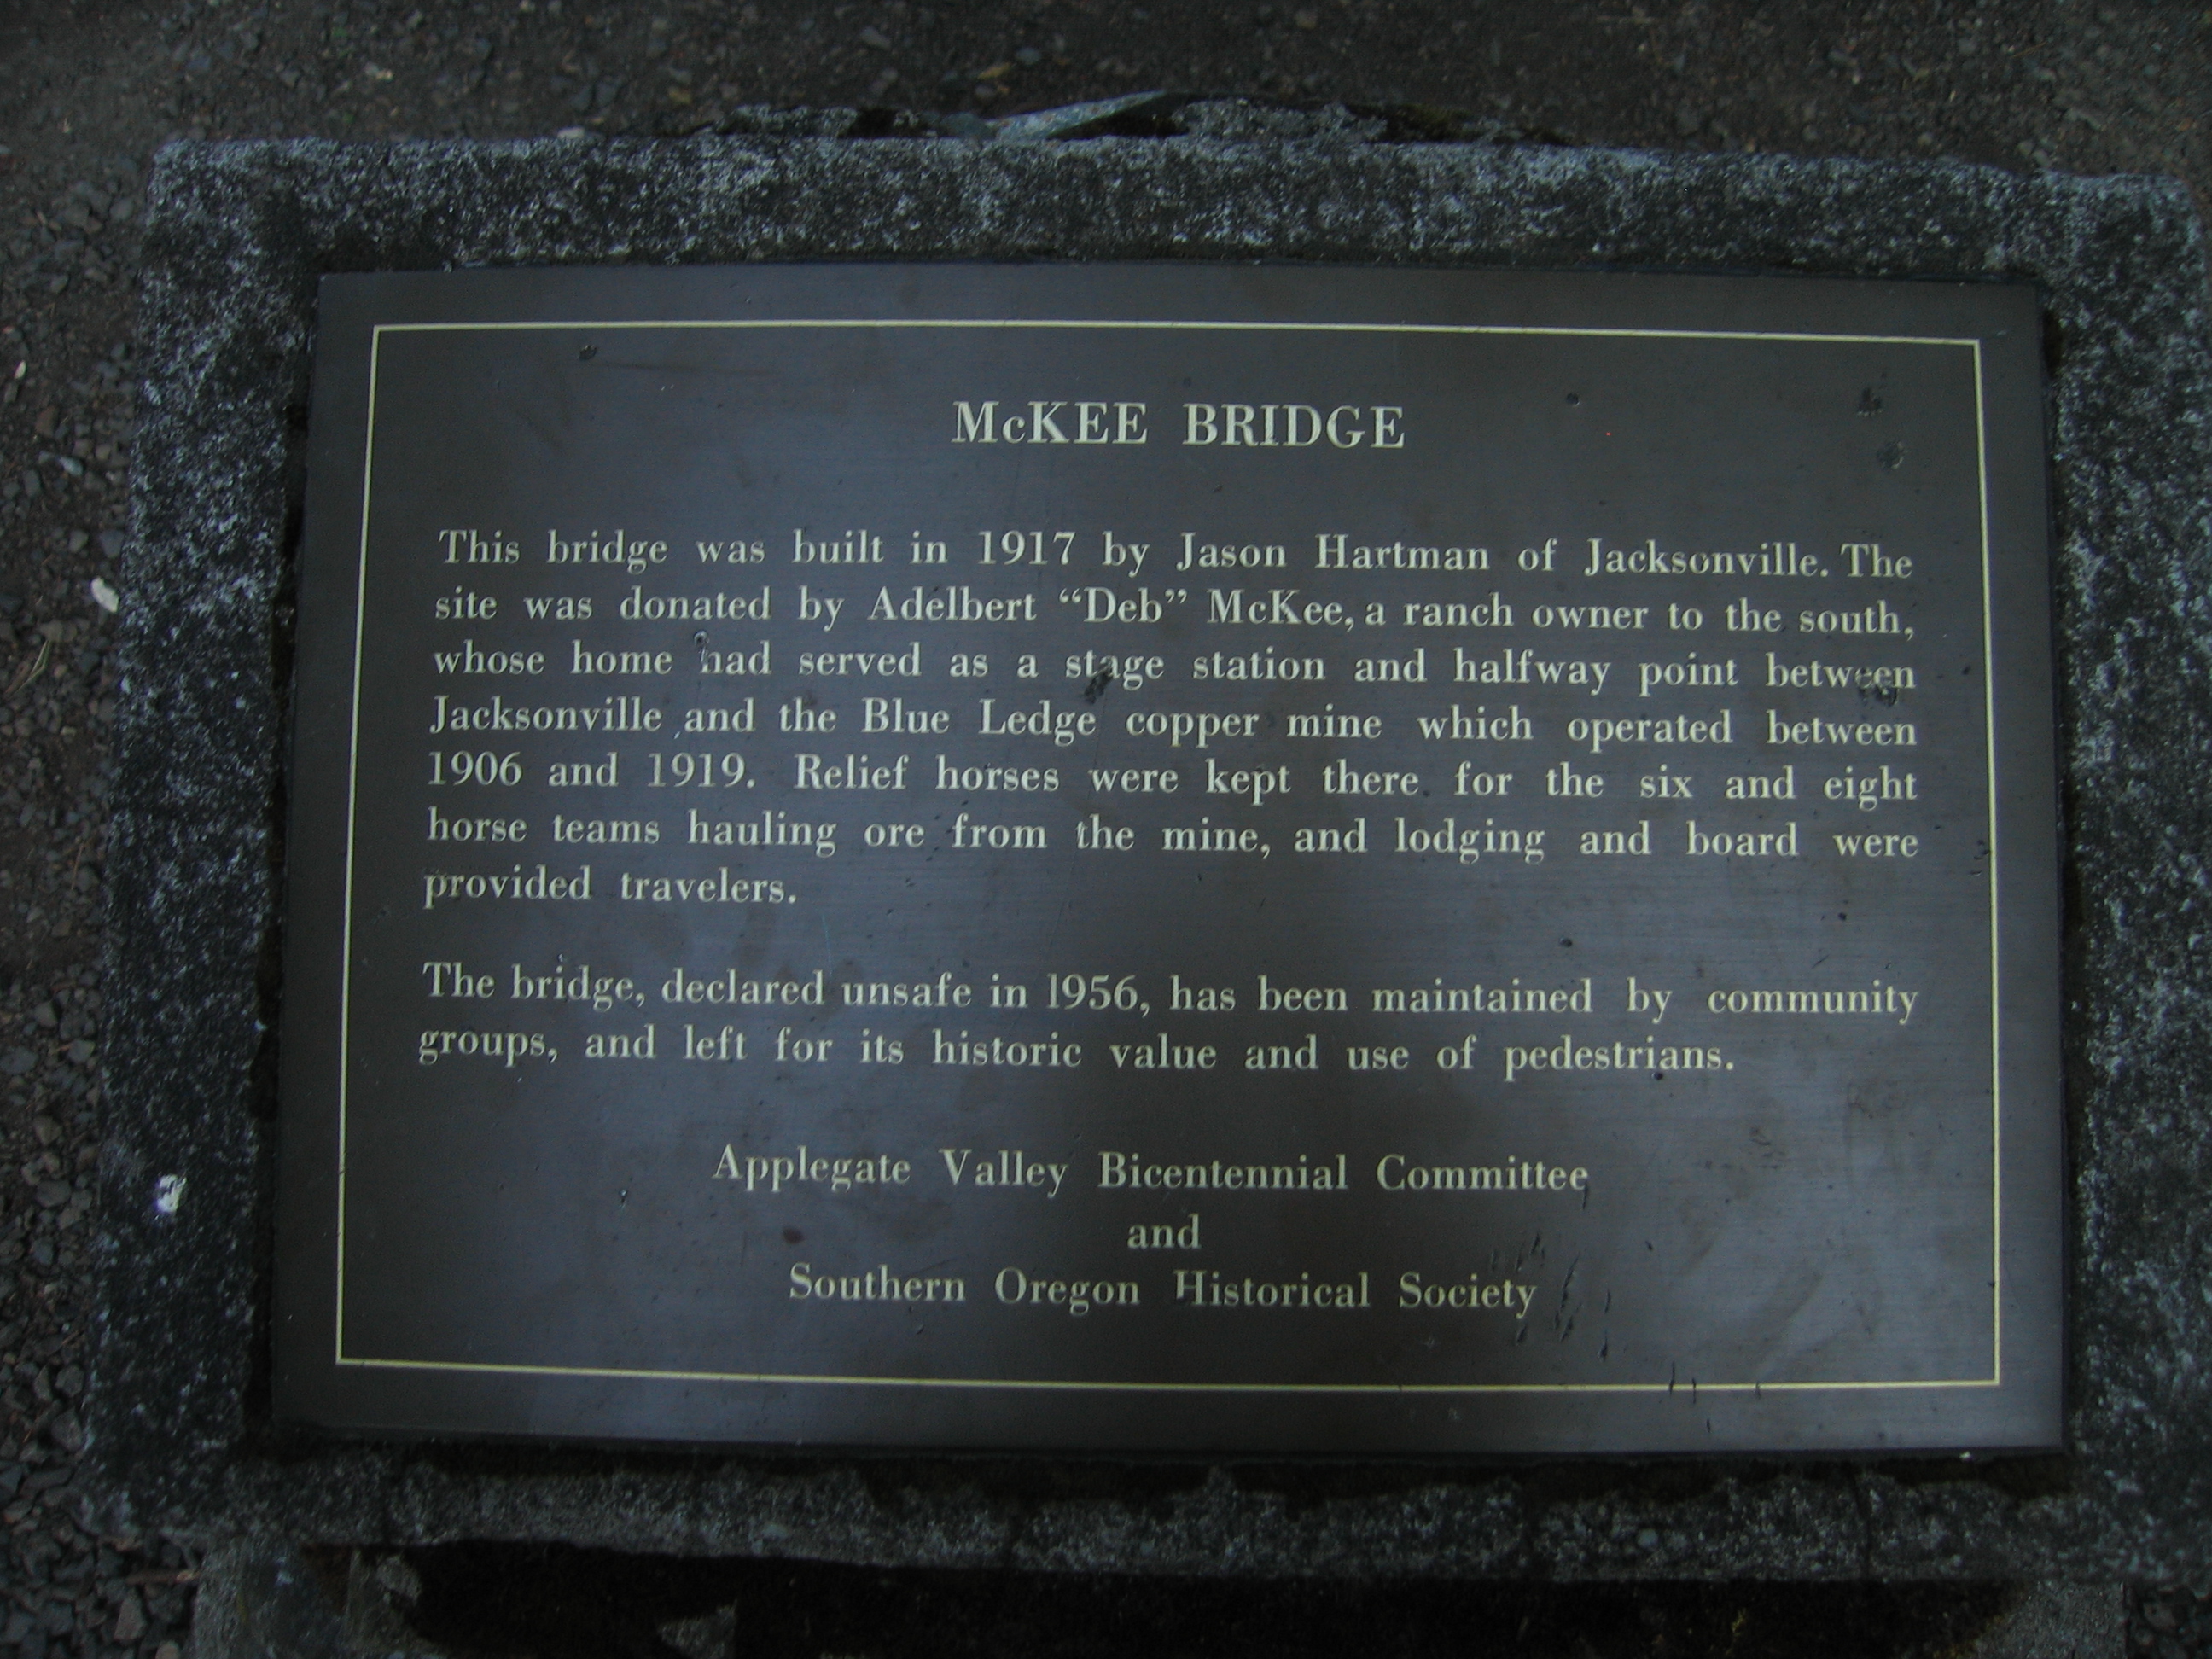 McKEE BRIDGE
This bridge was built in 1917 by Jason Hartman of Jacksonville. The
site was donated by Adelbert “Deb” McKee, a ranch owner to the south,
whose home had served as a stage station and halfway point between
Jacksonville and the Blue Ledge copper mine which operated between
1906 and 1919. Relief horses were kept there for the six and eight
horse teams hauling ore from the mine, and lodging and board were
provided travelers.
The bridge, declared unsafe in 1956, has been maintained by community
groups, and left for its historic value and use of pedestrians.
Applegate Valley Bicentennial Committee
and
Southern Oregon Historical Society